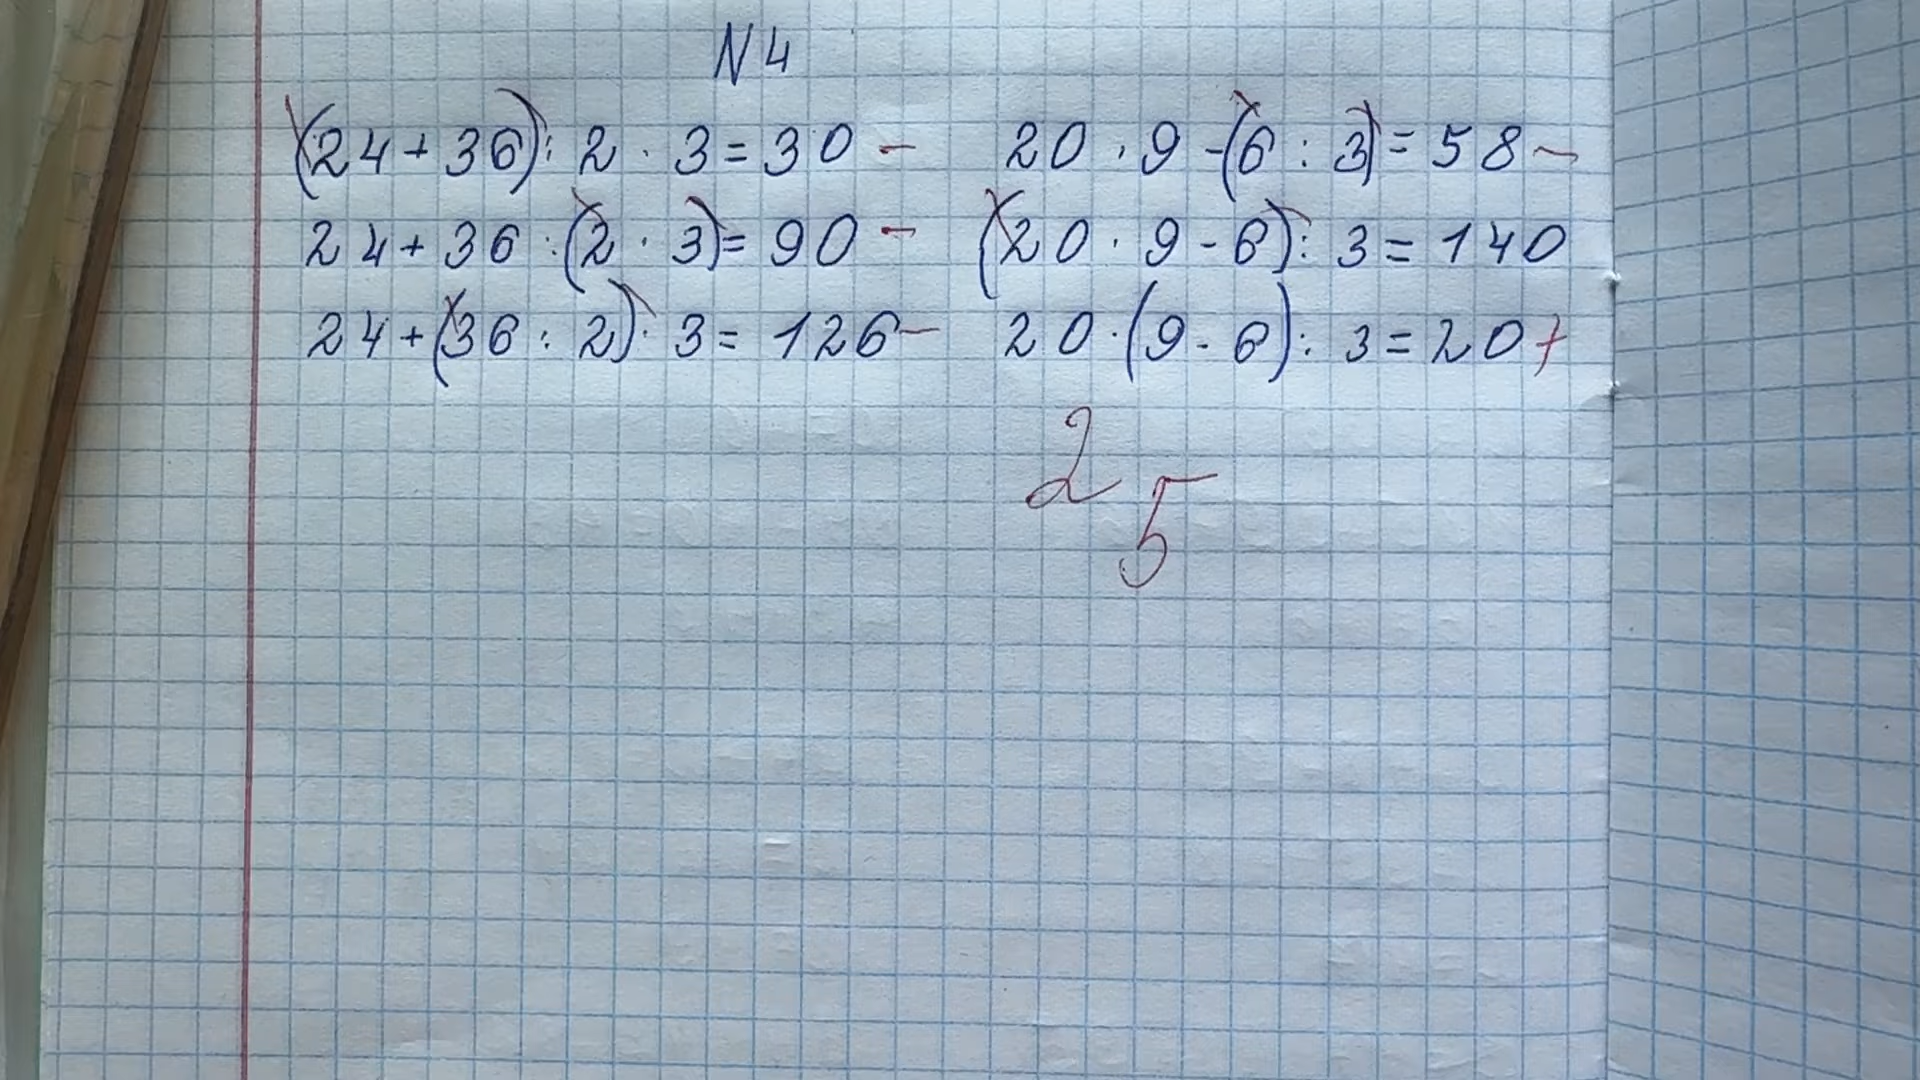 N 4
(24+36) : 2 · 3 = 30 -
24 + 36 : (2 · 3) = 90 -
24 + (36 : 2) · 3 = 126 -
20 · 9 - (6 : 3) = 58 -
(20 · 9 - 6) : 3 = 140
20 · (9 - 6) : 3 = 20 +
2
5